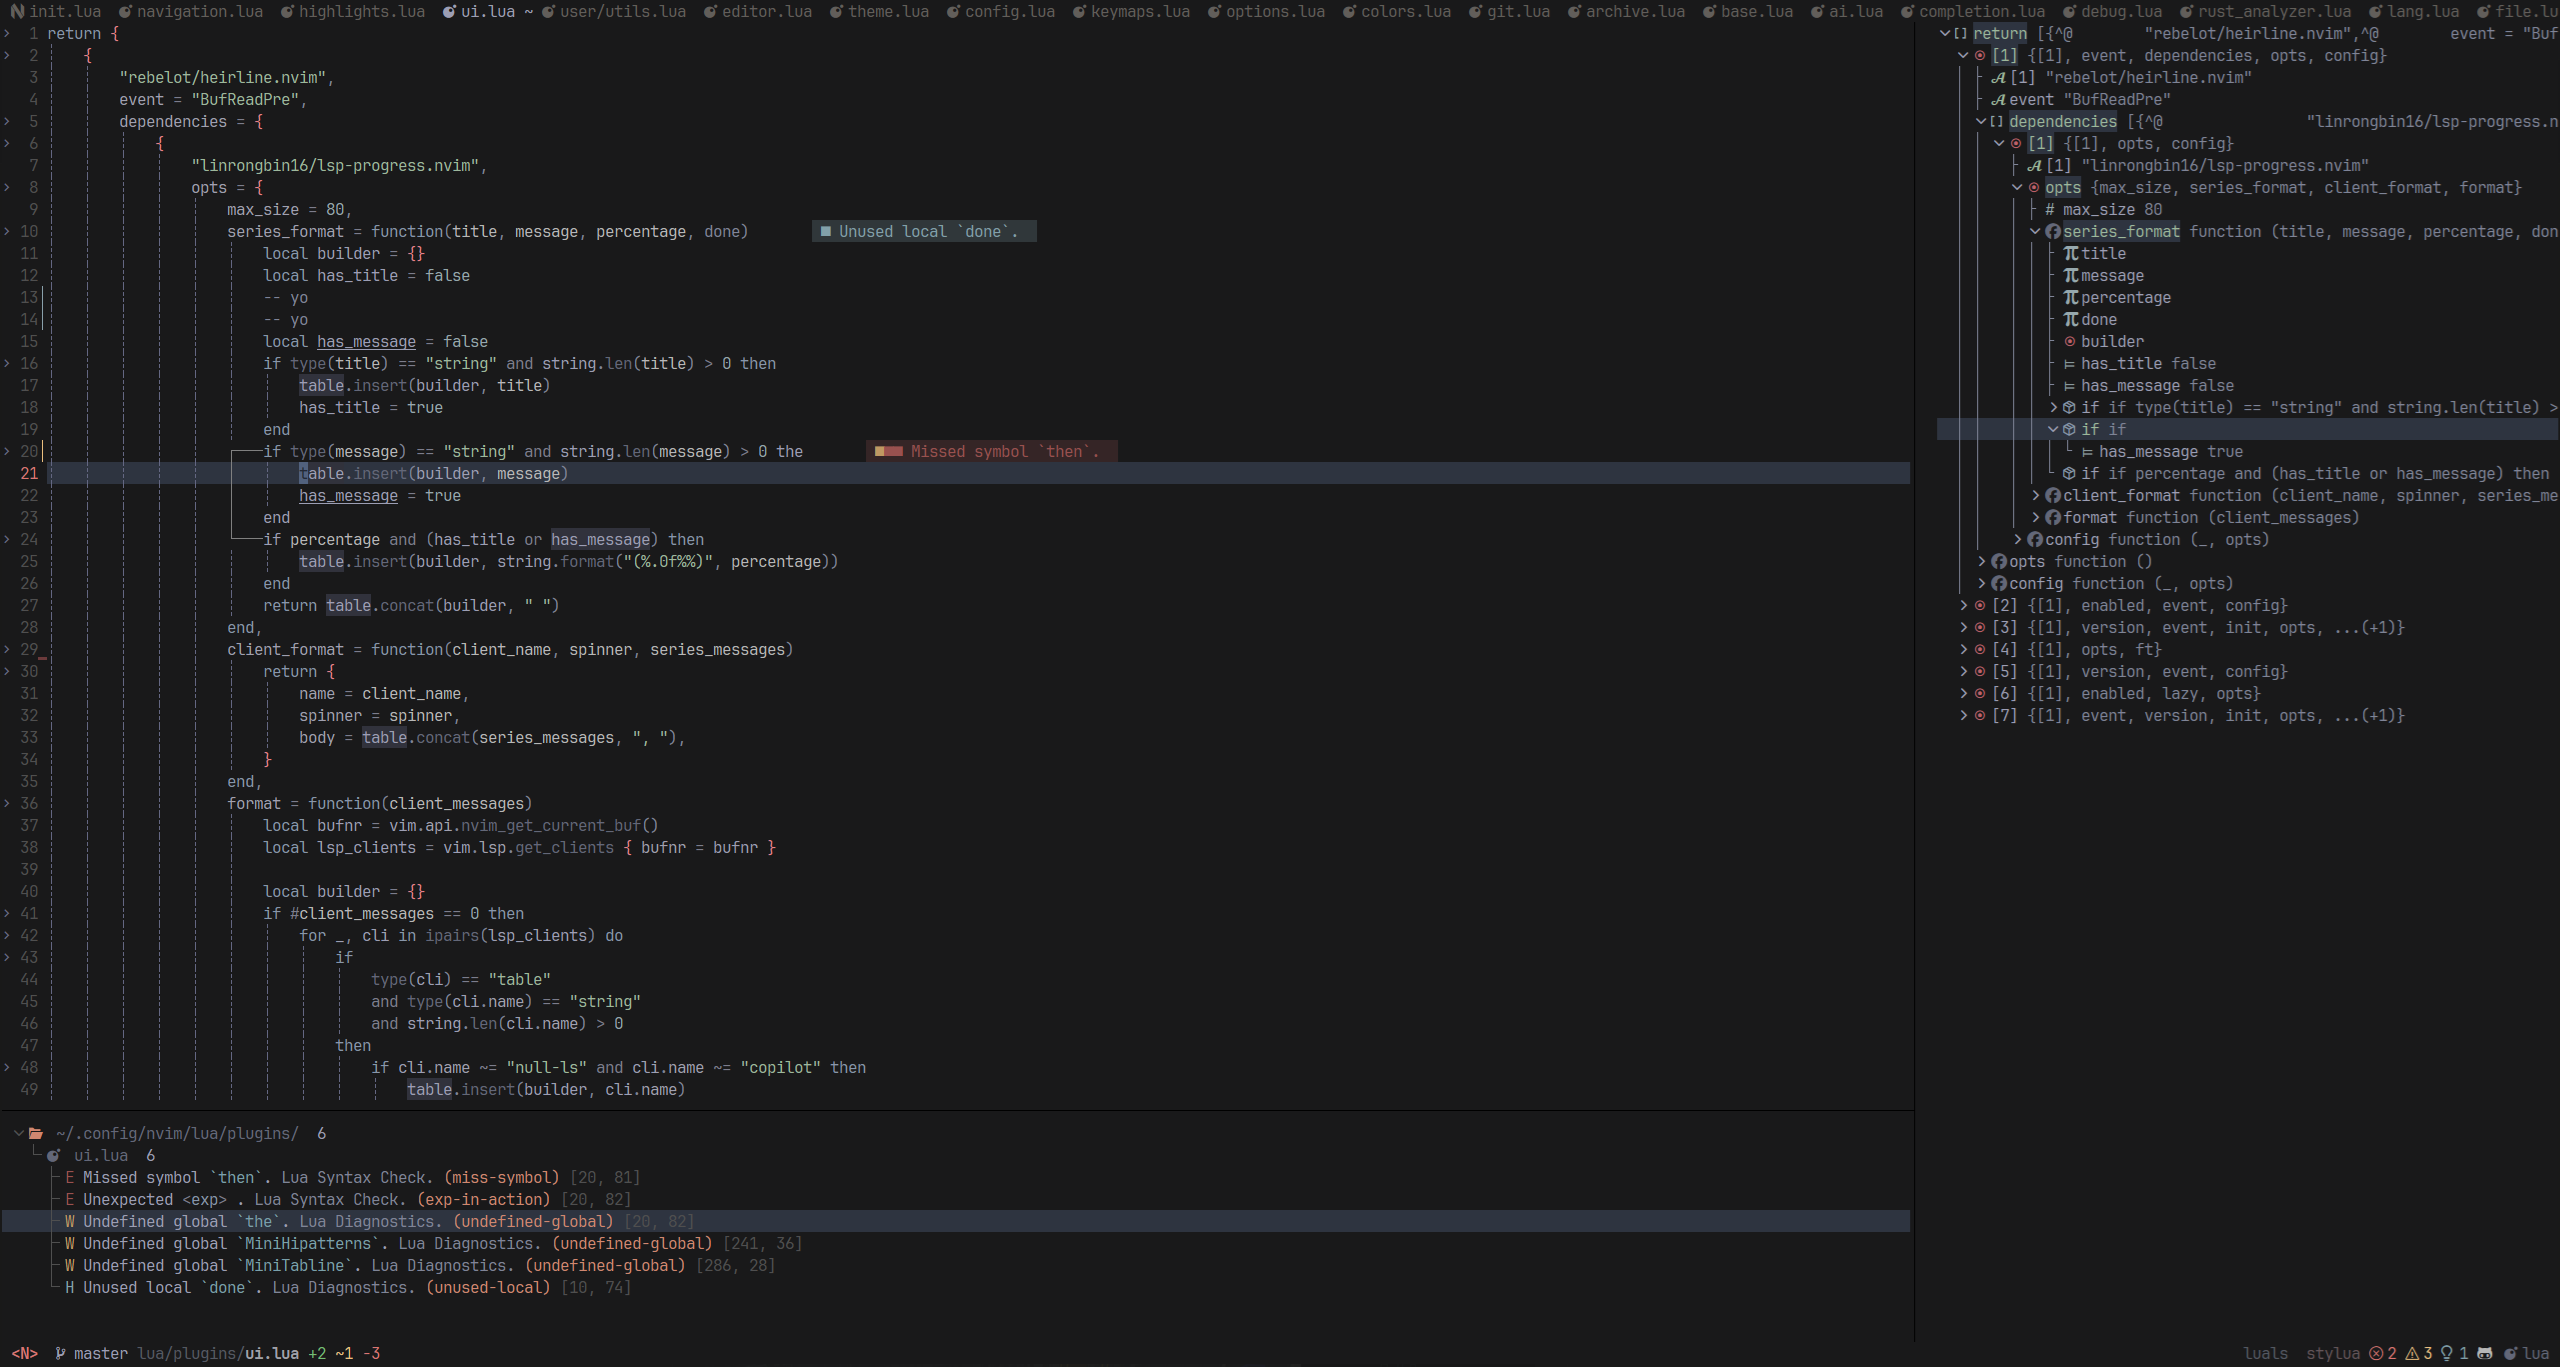 init.lua navigation.lua highlights.lua ui.lua ~ user/utils.lua editor.lua theme.lua config.lua keymaps.lua options.lua colors.lua git.lua archive.lua base.lua ai.lua completion.lua debug.lua rust_analyzer.lua lang.lua file.lu
1 return {
2 {
3 "rebelot/heirline.nvim",
4 event = "BufReadPre",
5 dependencies = {
6 {
7 "linrongbin16/lsp-progress.nvim",
8 opts = {
9 max_size = 80,
10 series_format = function(title, message, percentage, done) ■ Unused local `done`.
11 local builder = {}
12 local has_title = false
13 -- yo
14 -- yo
15 local has_message = false
16 if type(title) == "string" and string.len(title) > 0 then
17 table.insert(builder, title)
18 has_title = true
19 end
20 if type(message) == "string" and string.len(message) > 0 the ■■■ Missed symbol `then`.
21 table.insert(builder, message)
22 has_message = true
23 end
24 if percentage and (has_title or has_message) then
25 table.insert(builder, string.format("(%.0f%%)", percentage))
26 end
27 return table.concat(builder, " ")
28 end,
29 client_format = function(client_name, spinner, series_messages)
30 return {
31 name = client_name,
32 spinner = spinner,
33 body = table.concat(series_messages, ", "),
34 }
35 end,
36 format = function(client_messages)
37 local bufnr = vim.api.nvim_get_current_buf()
38 local lsp_clients = vim.lsp.get_clients { bufnr = bufnr }
39
40 local builder = {}
41 if #client_messages == 0 then
42 for _, cli in ipairs(lsp_clients) do
43 if
44 type(cli) == "table"
45 and type(cli.name) == "string"
46 and string.len(cli.name) > 0
47 then
48 if cli.name ~= "null-ls" and cli.name ~= "copilot" then
49 table.insert(builder, cli.name)
~/.config/nvim/lua/plugins/ 6
ui.lua 6
E Missed symbol `then`. Lua Syntax Check. (miss-symbol) [20, 81]
E Unexpected <exp> . Lua Syntax Check. (exp-in-action) [20, 82]
W Undefined global `the`. Lua Diagnostics. (undefined-global) [20, 82]
W Undefined global `MiniHipatterns`. Lua Diagnostics. (undefined-global) [241, 36]
W Undefined global `MiniTabline`. Lua Diagnostics. (undefined-global) [286, 28]
H Unused local `done`. Lua Diagnostics. (unused-local) [10, 74]
[] return [{^@ "rebelot/heirline.nvim",^@ event = "Buf
[1] {[1], event, dependencies, opts, config}
[1] "rebelot/heirline.nvim"
event "BufReadPre"
[] dependencies [{^@ "linrongbin16/lsp-progress.n
[1] {[1], opts, config}
[1] "linrongbin16/lsp-progress.nvim"
opts {max_size, series_format, client_format, format}
# max_size 80
series_format function (title, message, percentage, don
title
message
percentage
done
builder
has_title false
has_message false
if if type(title) == "string" and string.len(title) >
if if
has_message true
if if percentage and (has_title or has_message) then
client_format function (client_name, spinner, series_me
format function (client_messages)
config function (_, opts)
opts function ()
config function (_, opts)
[2] {[1], enabled, event, config}
[3] {[1], version, event, init, opts, ...(+1)}
[4] {[1], opts, ft}
[5] {[1], version, event, config}
[6] {[1], enabled, lazy, opts}
[7] {[1], event, version, init, opts, ...(+1)}
<N> master lua/plugins/ui.lua +2 ~1 -3 luals stylua 2 3 1 lua